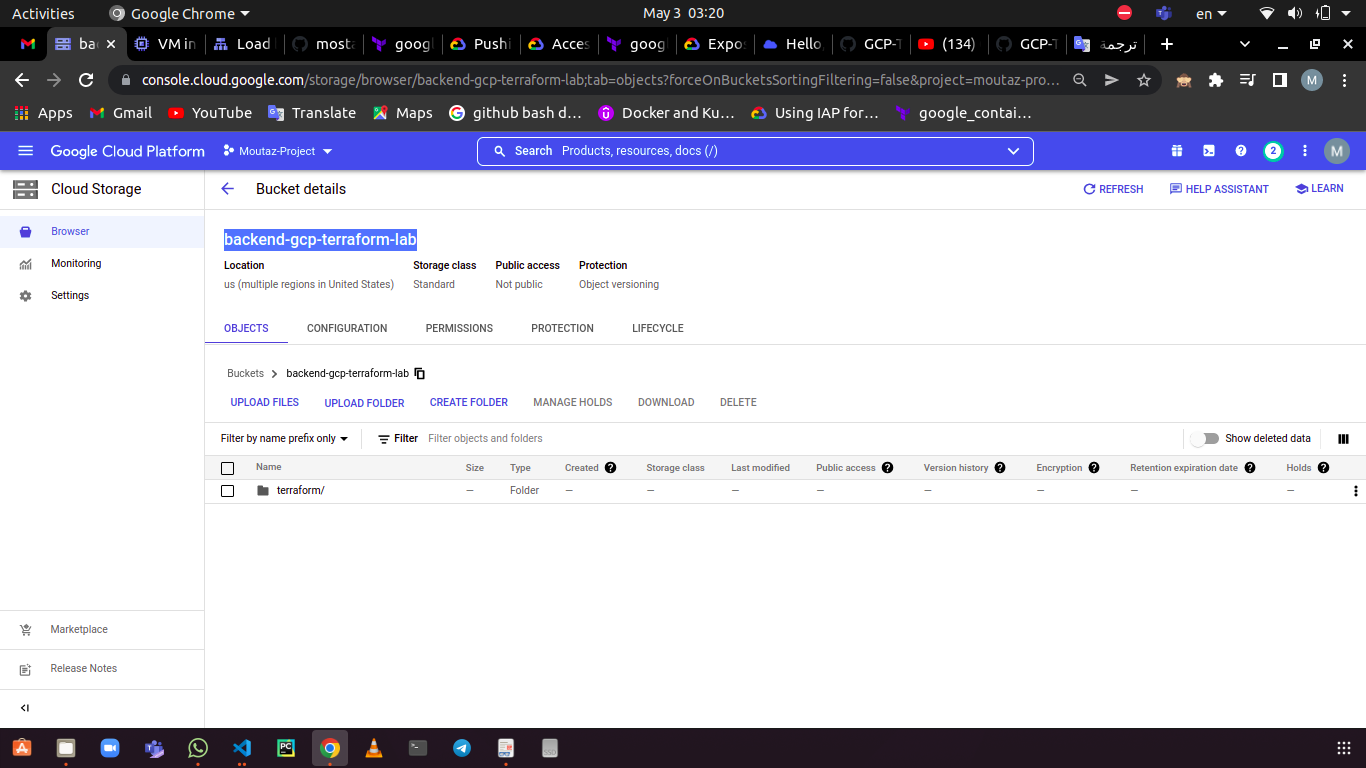 Activities Google Chrome May 3 03:20 en
ba VM in Load mosta goog Pushi Acces goog Expos Hello, GCP-T (134) GCP-T ترجمة
console.cloud.google.com/storage/browser/backend-gcp-terraform-lab;tab=objects?forceOnBucketsSortingFiltering=false&project=moutaz-pro… M
Apps Gmail YouTube Translate Maps github bash d… Docker and Ku… Using IAP for… google_contai…
Google Cloud Platform Moutaz-Project Search Products, resources, docs (/) 2 M
Cloud Storage Bucket details REFRESH HELP ASSISTANT LEARN
Browser
Monitoring
Settings
backend-gcp-terraform-lab
Location Storage class Public access Protection
us (multiple regions in United States) Standard Not public Object versioning
OBJECTS CONFIGURATION PERMISSIONS PROTECTION LIFECYCLE
Buckets backend-gcp-terraform-lab
UPLOAD FILES UPLOAD FOLDER CREATE FOLDER MANAGE HOLDS DOWNLOAD DELETE
Filter by name prefix only Filter Filter objects and folders Show deleted data
Name Size Type Created Storage class Last modified Public access Version history Encryption Retention expiration date Holds
terraform/ — Folder — — — — — — — —
Marketplace
Release Notes